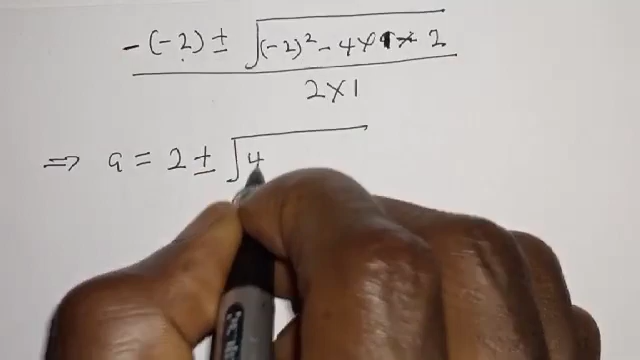 -(-2) ± √(-2)² - 4×1×-2
2×1
⇒ a = 2 ± √4